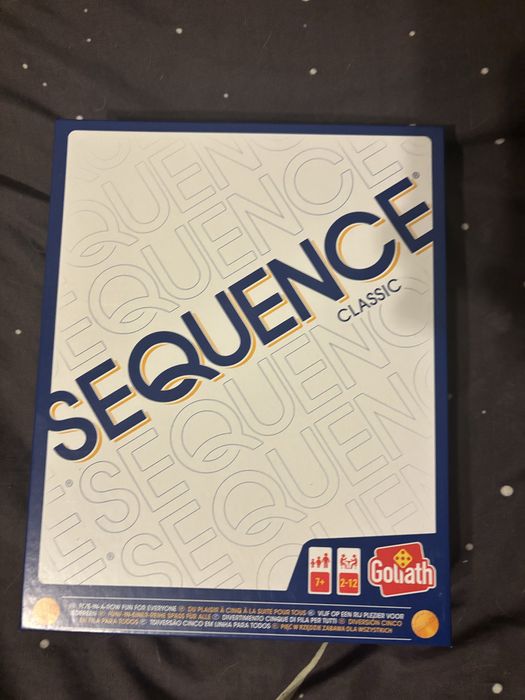 SEQUENCE®
CLASSIC
7+
2-12
Goliath
FIVE-IN-A-ROW FUN FOR EVERYONE DU PLAISIR À CINQ À LA SUITE POUR TOUS VIJF OP EEN RIJ PLEZIER VOOR
IEDEREEN FÜNF-IN-EINER-REIHE SPASS FÜR ALLE DIVERTIMENTO CINQUE DI FILA PER TUTTI DIVERSIÓN CINCO
EN FILA PARA TODOS DIVERSÃO CINCO EM LINHA PARA TODOS PIĘĆ W RZĘDZIE ZABAWA DLA WSZYSTKICH